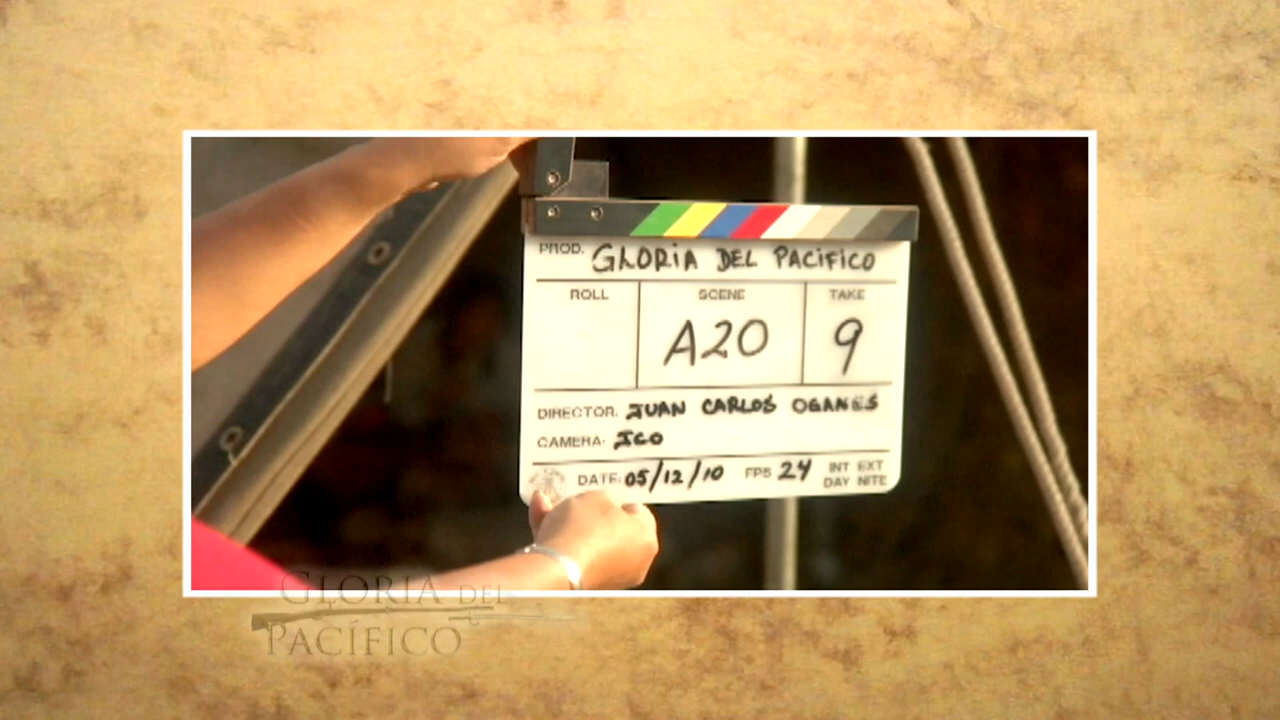 PROD. GLORIA DEL PACIFICO
ROLL SCENE TAKE
A20 9
DIRECTOR: JUAN CARLOS OGANES
CAMERA: JCO
DATE: 05/12/10 FPS 24 INT EXT
DAY NITE
GLORIA DEL
PACÍFICO